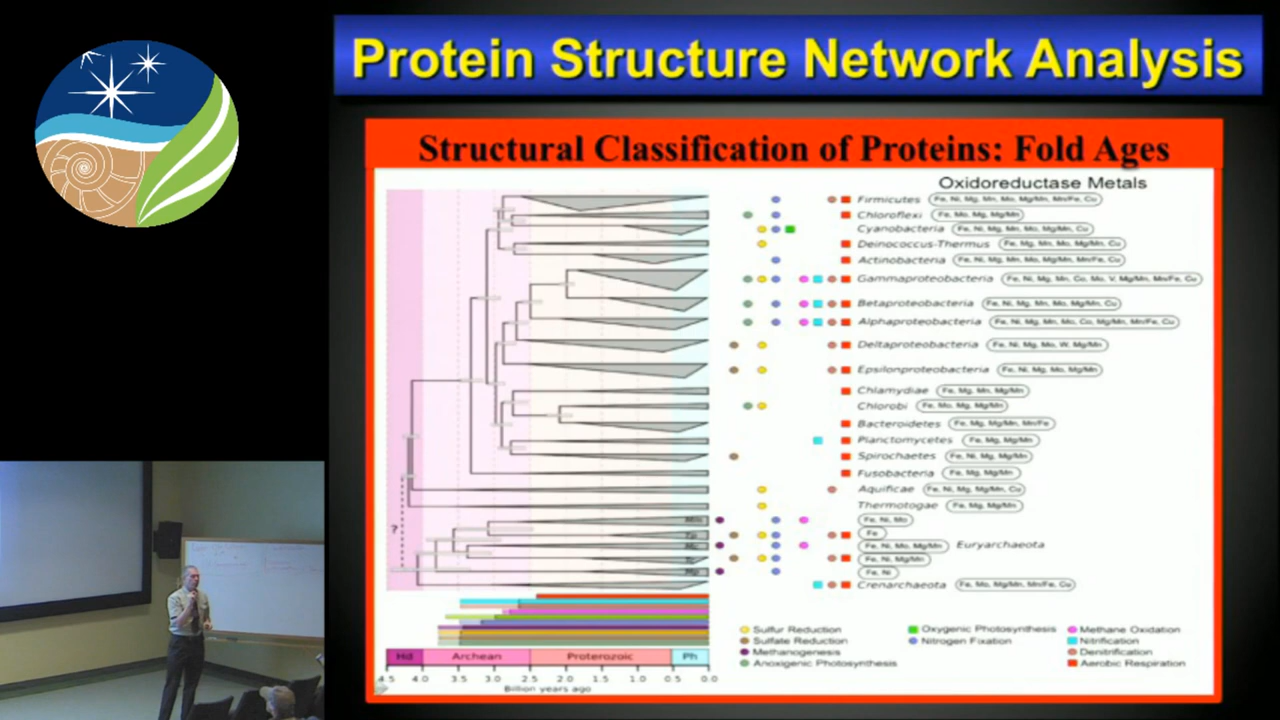 Protein Structure Network Analysis
Structural Classification of Proteins: Fold Ages
Oxidoreductase Metals
Firmicutes Fe, Ni, Mg, Mn, Mo, Mg/Mn, Mn/Fe, Cu
Chloroflexi Fe, Mo, Mg, Mg/Mn
Cyanobacteria Fe, Ni, Mg, Mn, Mo, Mg/Mn, Cu
Deinococcus-Thermus Fe, Mg, Mn, Mo, Mg/Mn, Cu
Actinobacteria Fe, Ni, Mg, Mn, Mo, Mg/Mn, Mn/Fe, Cu
Gammaproteobacteria Fe, Ni, Mg, Mn, Co, Mo, V, Mg/Mn, Mn/Fe, Cu
Betaproteobacteria Fe, Ni, Mg, Mn, Mo, Mg/Mn, Cu
Alphaproteobacteria Fe, Ni, Mg, Mn, Mo, Co, Mg/Mn, Mn/Fe, Cu
Deltaproteobacteria Fe, Ni, Mg, Mo, W, Mg/Mn
Epsilonproteobacteria Fe, Ni, Mg, Mo, Mg/Mn
Chlamydiae Fe, Mg, Mn, Mg/Mn
Chlorobi Fe, Mo, Mg, Mg/Mn
Bacteroidetes Fe, Mg, Mg/Mn, Mn/Fe
Planctomycetes Fe, Mg, Mg/Mn
Spirochaetes Fe, Ni, Mg, Mg/Mn
Fusobacteria Fe, Mg, Mg/Mn
Aquificae Fe, Ni, Mg, Mg/Mn, Cu
Thermotogae Fe, Mg, Mg/Mn
Fe, Ni, Mo
Fe
?
Fe, Ni, Mo, Mg/Mn Euryarchaeota
Fe, Ni, Mg/Mn
Fe, Ni
Crenarchaeota Fe, Mo, Mg/Mn, Mn/Fe, Cu
Sulfur Reduction
Sulfate Reduction
Methanogenesis
Anoxigenic Photosynthesis
Oxygenic Photosynthesis
Nitrogen Fixation
Methane Oxidation
Nitrification
Denitrification
Aerobic Respiration
Hd Archean Proterozoic Ph
4.5 4.0 3.5 3.0 2.5 2.0 1.5 1.0 0.5 0.0
Billion years ago